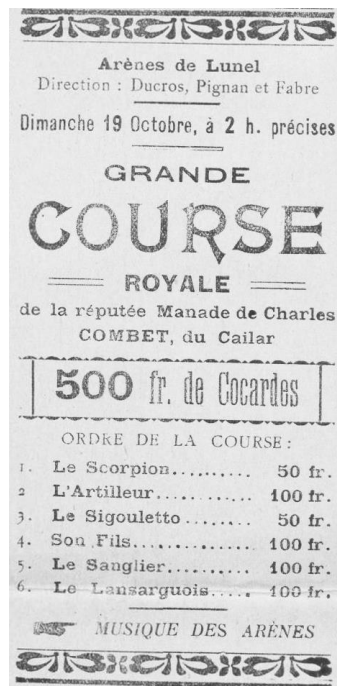 Arènes de Lunel
Direction : Ducros, Pignan et Fabre
Dimanche 19 Octobre, à 2 h. précises
GRANDE
COURSE
ROYALE
de la réputée Manade de Charles
COMBET, du Cailar
500 fr. de Cocardes
ORDRE DE LA COURSE :
1. Le Scorpion.......... 50 fr.
2 L'Artilleur............ 100 fr.
3. Le Sigouletto......... 50 fr.
4. Son Fils.............. 100 fr.
5. Le Sanglier........... 100 fr.
6. Le Lansarguois..... 100 fr.
MUSIQUE DES ARÈNES